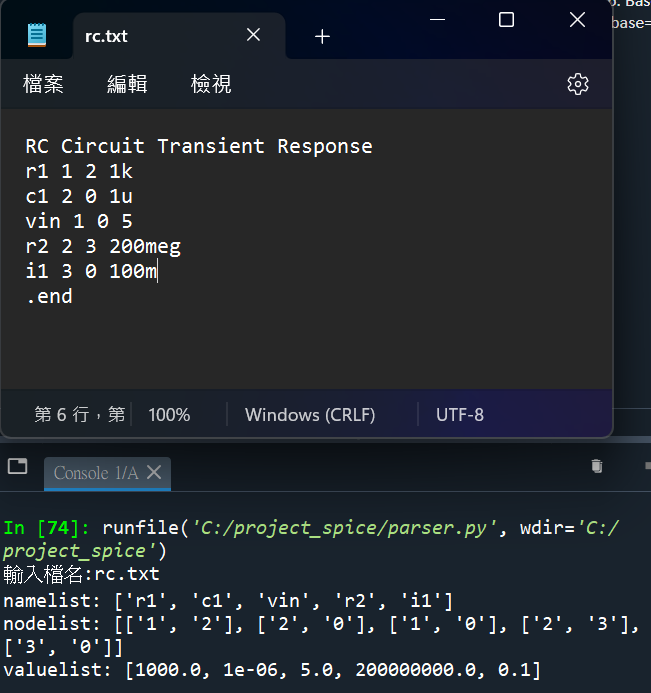 rc.txt
檔案 編輯 檢視
RC Circuit Transient Response
r1 1 2 1k
c1 2 0 1u
vin 1 0 5
r2 2 3 200meg
i1 3 0 100m
.end
第 6 行，第 100% Windows (CRLF) UTF-8
base=
Console 1/A
In [74]: runfile('C:/project_spice/parser.py', wdir='C:/
project_spice')
輸入檔名:rc.txt
namelist: ['r1', 'c1', 'vin', 'r2', 'i1']
nodelist: [['1', '2'], ['2', '0'], ['1', '0'], ['2', '3'],
['3', '0']]
valuelist: [1000.0, 1e-06, 5.0, 200000000.0, 0.1]